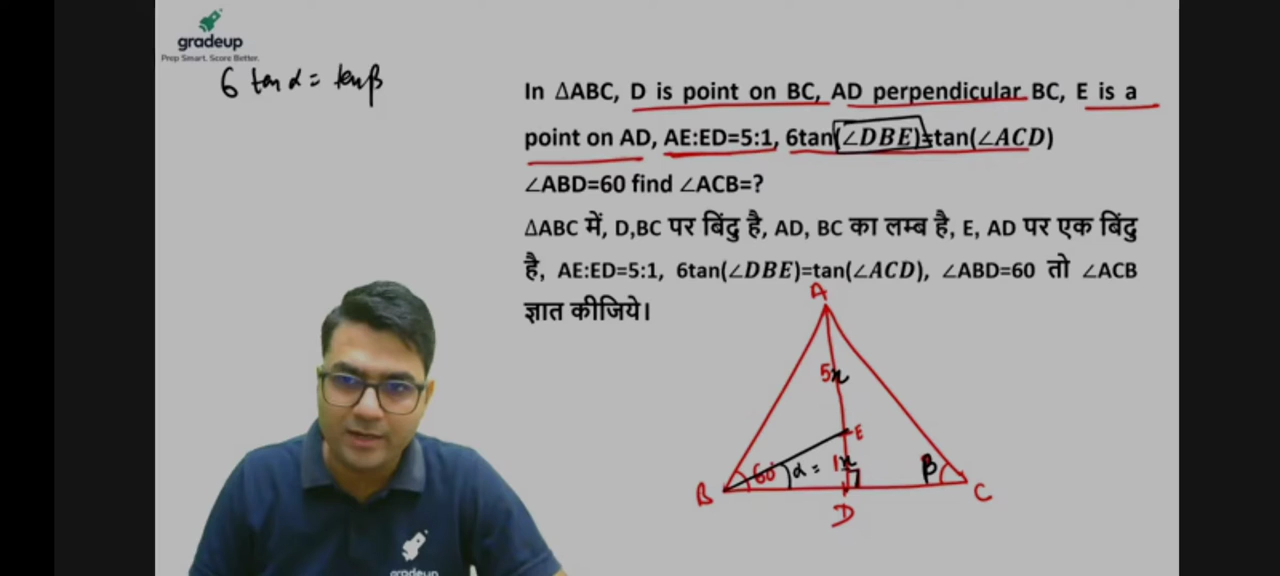 gradeup
Prep Smart. Score Better.
6 tan α = tan β
In ΔABC, D is point on BC, AD perpendicular BC, E is a
point on AD, AE:ED=5:1, 6tan(∠DBE)=tan(∠ACD)
∠ABD=60 find ∠ACB=?
ΔABC में, D,BC पर बिंदु है, AD, BC का लम्ब है, E, AD पर एक बिंदु
है, AE:ED=5:1, 6tan(∠DBE)=tan(∠ACD), ∠ABD=60 तो ∠ACB
ज्ञात कीजिये।
A
5x
E
60 α = 1x β
B C
D
gradeup